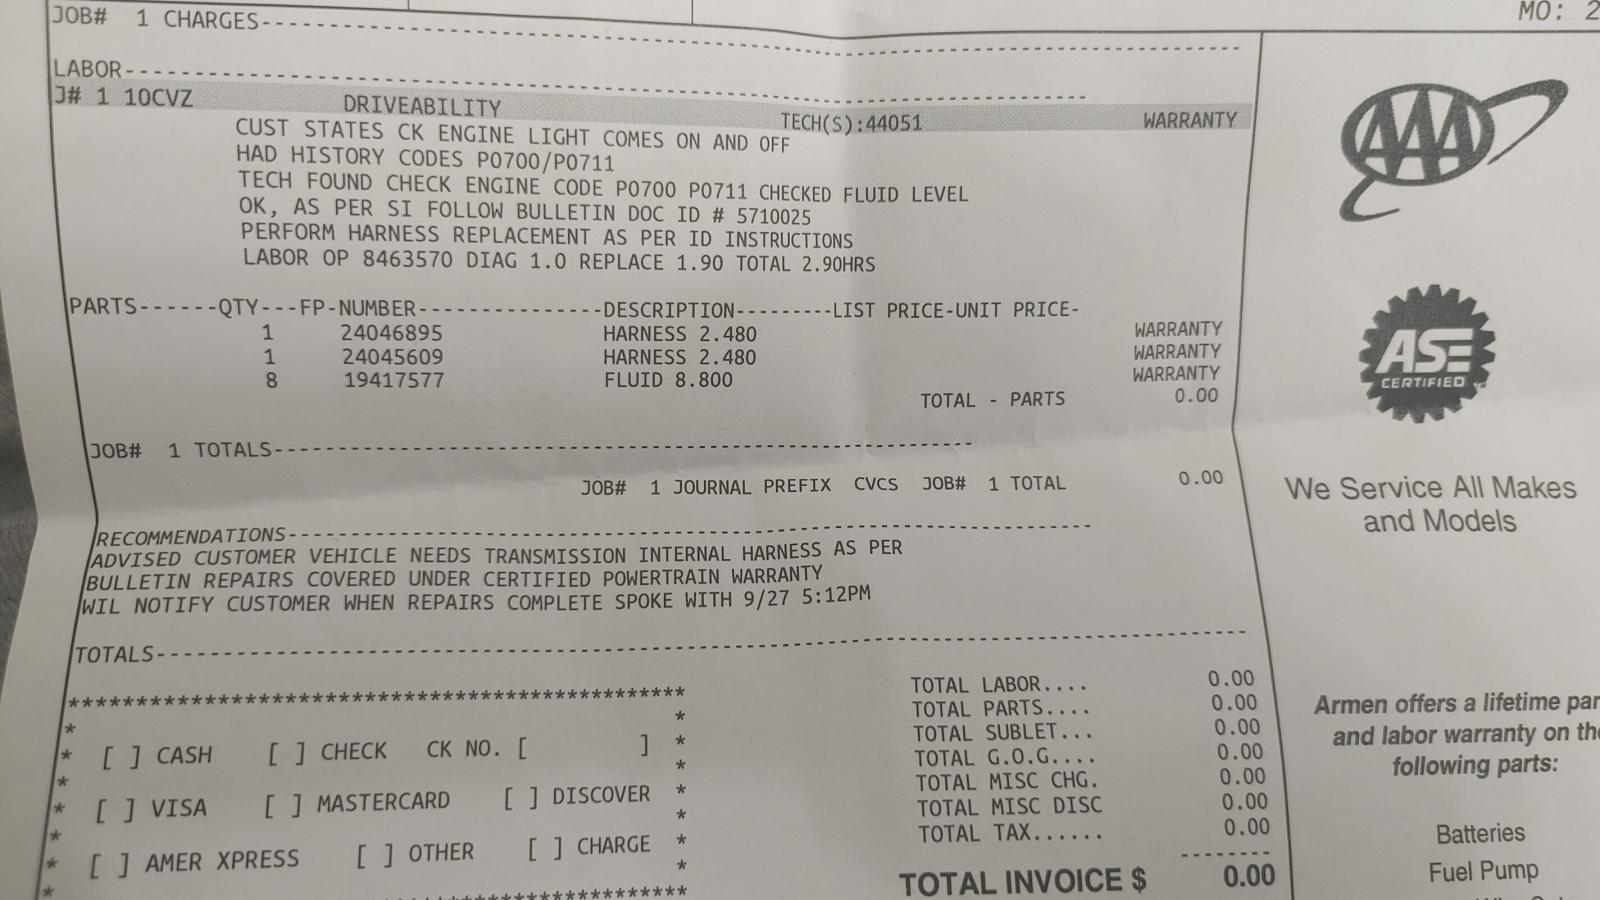 MO: 2
JOB# 1 CHARGES------------------------------------------------------------
LABOR------------------------------------------------------------
J# 1 10CVZ DRIVEABILITY TECH(S):44051 WARRANTY
CUST STATES CK ENGINE LIGHT COMES ON AND OFF
HAD HISTORY CODES P0700/P0711
TECH FOUND CHECK ENGINE CODE P0700 P0711 CHECKED FLUID LEVEL
OK, AS PER SI FOLLOW BULLETIN DOC ID # 5710025
PERFORM HARNESS REPLACEMENT AS PER ID INSTRUCTIONS
LABOR OP 8463570 DIAG 1.0 REPLACE 1.90 TOTAL 2.90HRS
PARTS------QTY---FP-NUMBER---------------DESCRIPTION---------LIST PRICE-UNIT PRICE-
1 24046895 HARNESS 2.480 WARRANTY
1 24045609 HARNESS 2.480 WARRANTY
8 19417577 FLUID 8.800 WARRANTY
TOTAL - PARTS 0.00
JOB# 1 TOTALS------------------------------------------------------------
JOB# 1 JOURNAL PREFIX CVCS JOB# 1 TOTAL 0.00
RECOMMENDATIONS------------------------------------------------------------
ADVISED CUSTOMER VEHICLE NEEDS TRANSMISSION INTERNAL HARNESS AS PER
BULLETIN REPAIRS COVERED UNDER CERTIFIED POWERTRAIN WARRANTY
WIL NOTIFY CUSTOMER WHEN REPAIRS COMPLETE SPOKE WITH 9/27 5:12PM
TOTALS------------------------------------------------------------
**************************************************
* [ ] CASH [ ] CHECK CK NO. [ ] *
* [ ] VISA [ ] MASTERCARD [ ] DISCOVER *
* [ ] AMER XPRESS [ ] OTHER [ ] CHARGE *
**************************************************
TOTAL LABOR.... 0.00
TOTAL PARTS.... 0.00
TOTAL SUBLET... 0.00
TOTAL G.O.G.... 0.00
TOTAL MISC CHG. 0.00
TOTAL MISC DISC 0.00
TOTAL TAX...... 0.00
--------
TOTAL INVOICE $ 0.00
AAA
ASE
CERTIFIED
We Service All Makes
and Models
Armen offers a lifetime par
and labor warranty on th
following parts:
Batteries
Fuel Pump